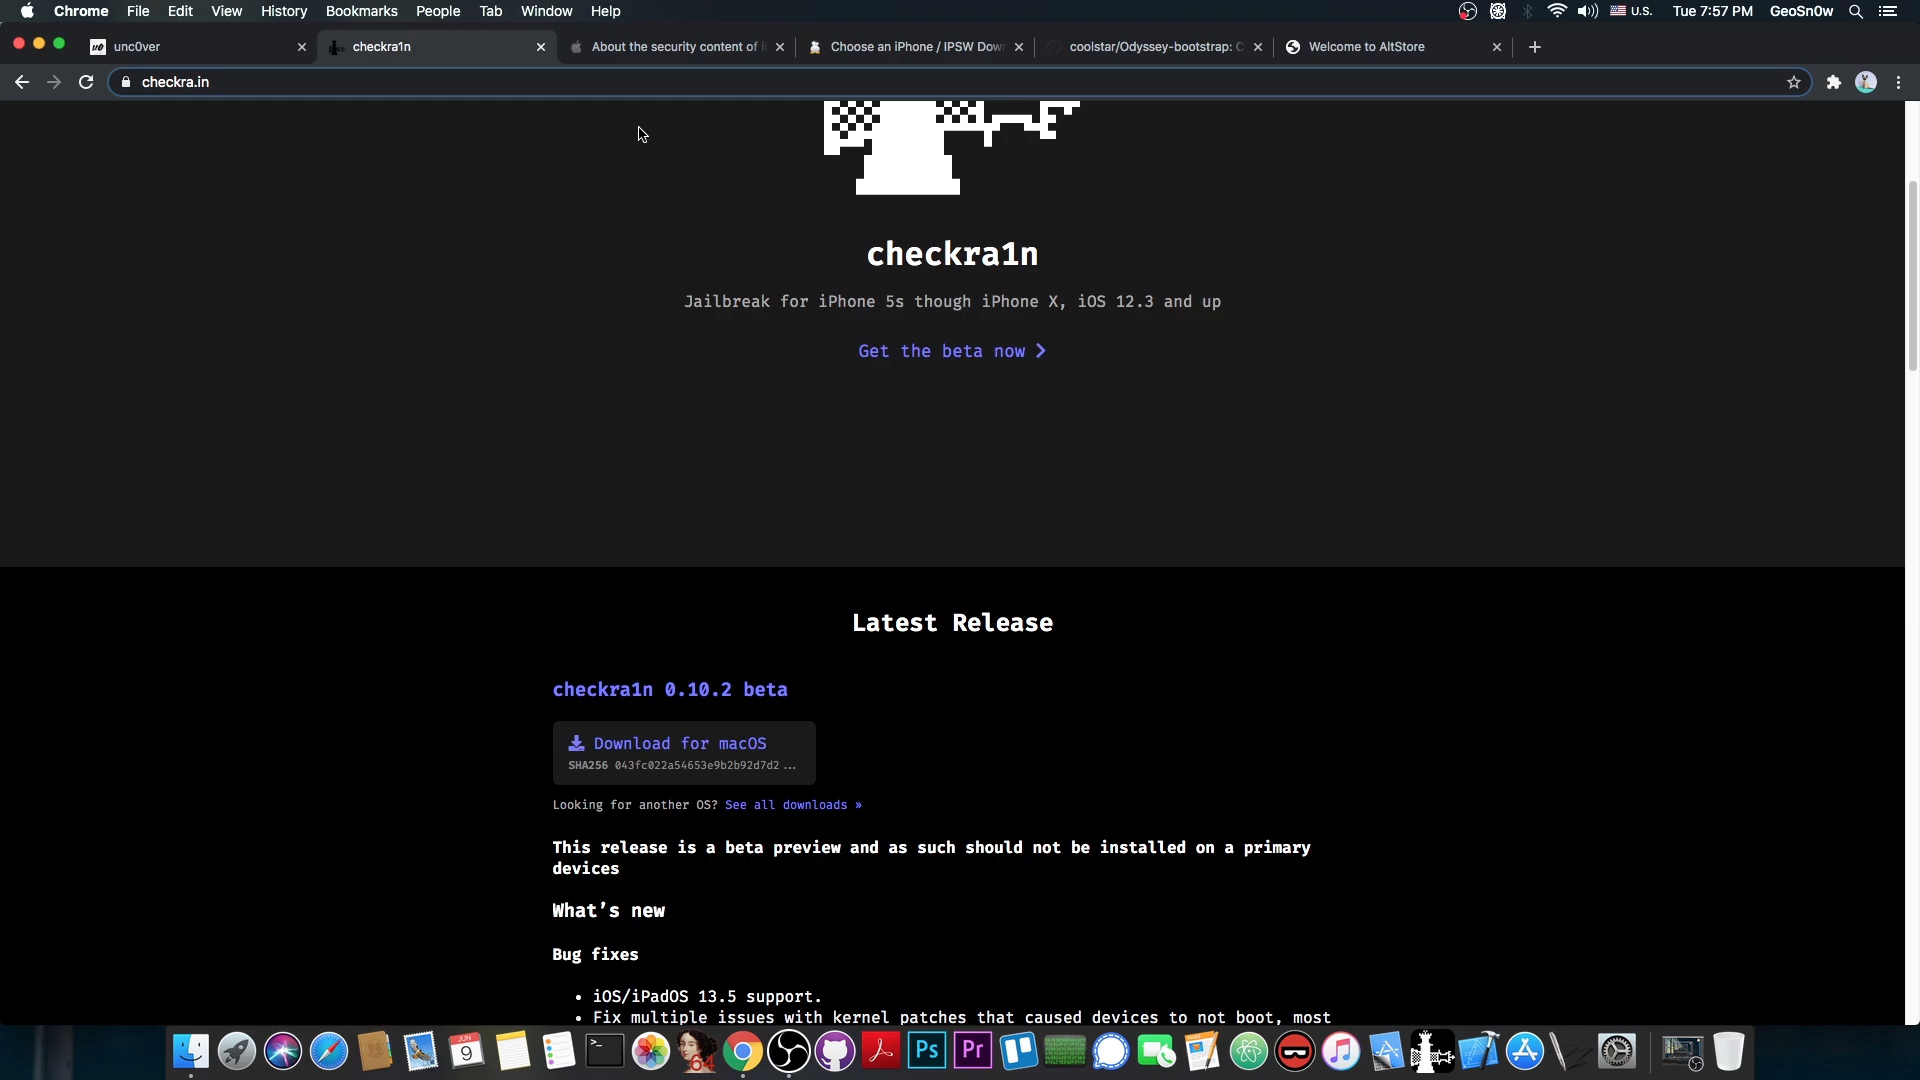 Chrome File Edit View History Bookmarks People Tab Window Help U.S. Tue 7:57 PM GeoSn0w
unc0ver checkra1n About the security content of i Choose an iPhone / IPSW Dow coolstar/Odyssey-bootstrap: C Welcome to AltStore
checkra.in
checkra1n
Jailbreak for iPhone 5s though iPhone X, iOS 12.3 and up
Get the beta now
Latest Release
checkra1n 0.10.2 beta
Download for macOS
SHA256 043fc022a54653e9b2b92d7d2 ...
Looking for another OS? See all downloads »
This release is a beta preview and as such should not be installed on a primary
devices
What’s new
Bug fixes
• iOS/iPadOS 13.5 support.
• Fix multiple issues with kernel patches that caused devices to not boot, most
JUN
9
64
Ps
Pr